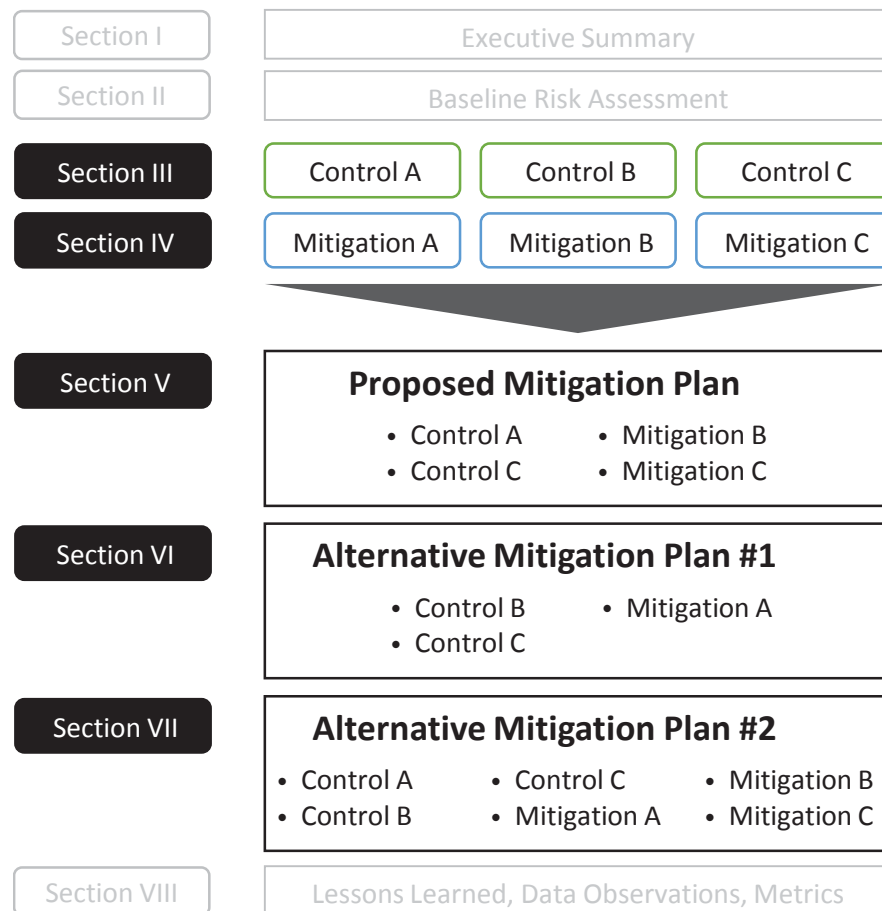 Section I Executive Summary
Section II Baseline Risk Assessment
Section III Control A Control B Control C
Section IV Mitigation A Mitigation B Mitigation C
Section V Proposed Mitigation Plan
• Control A • Mitigation B
• Control C • Mitigation C
Section VI Alternative Mitigation Plan #1
• Control B • Mitigation A
• Control C
Section VII Alternative Mitigation Plan #2
• Control A • Control C • Mitigation B
• Control B • Mitigation A • Mitigation C
Section VIII Lessons Learned, Data Observations, Metrics